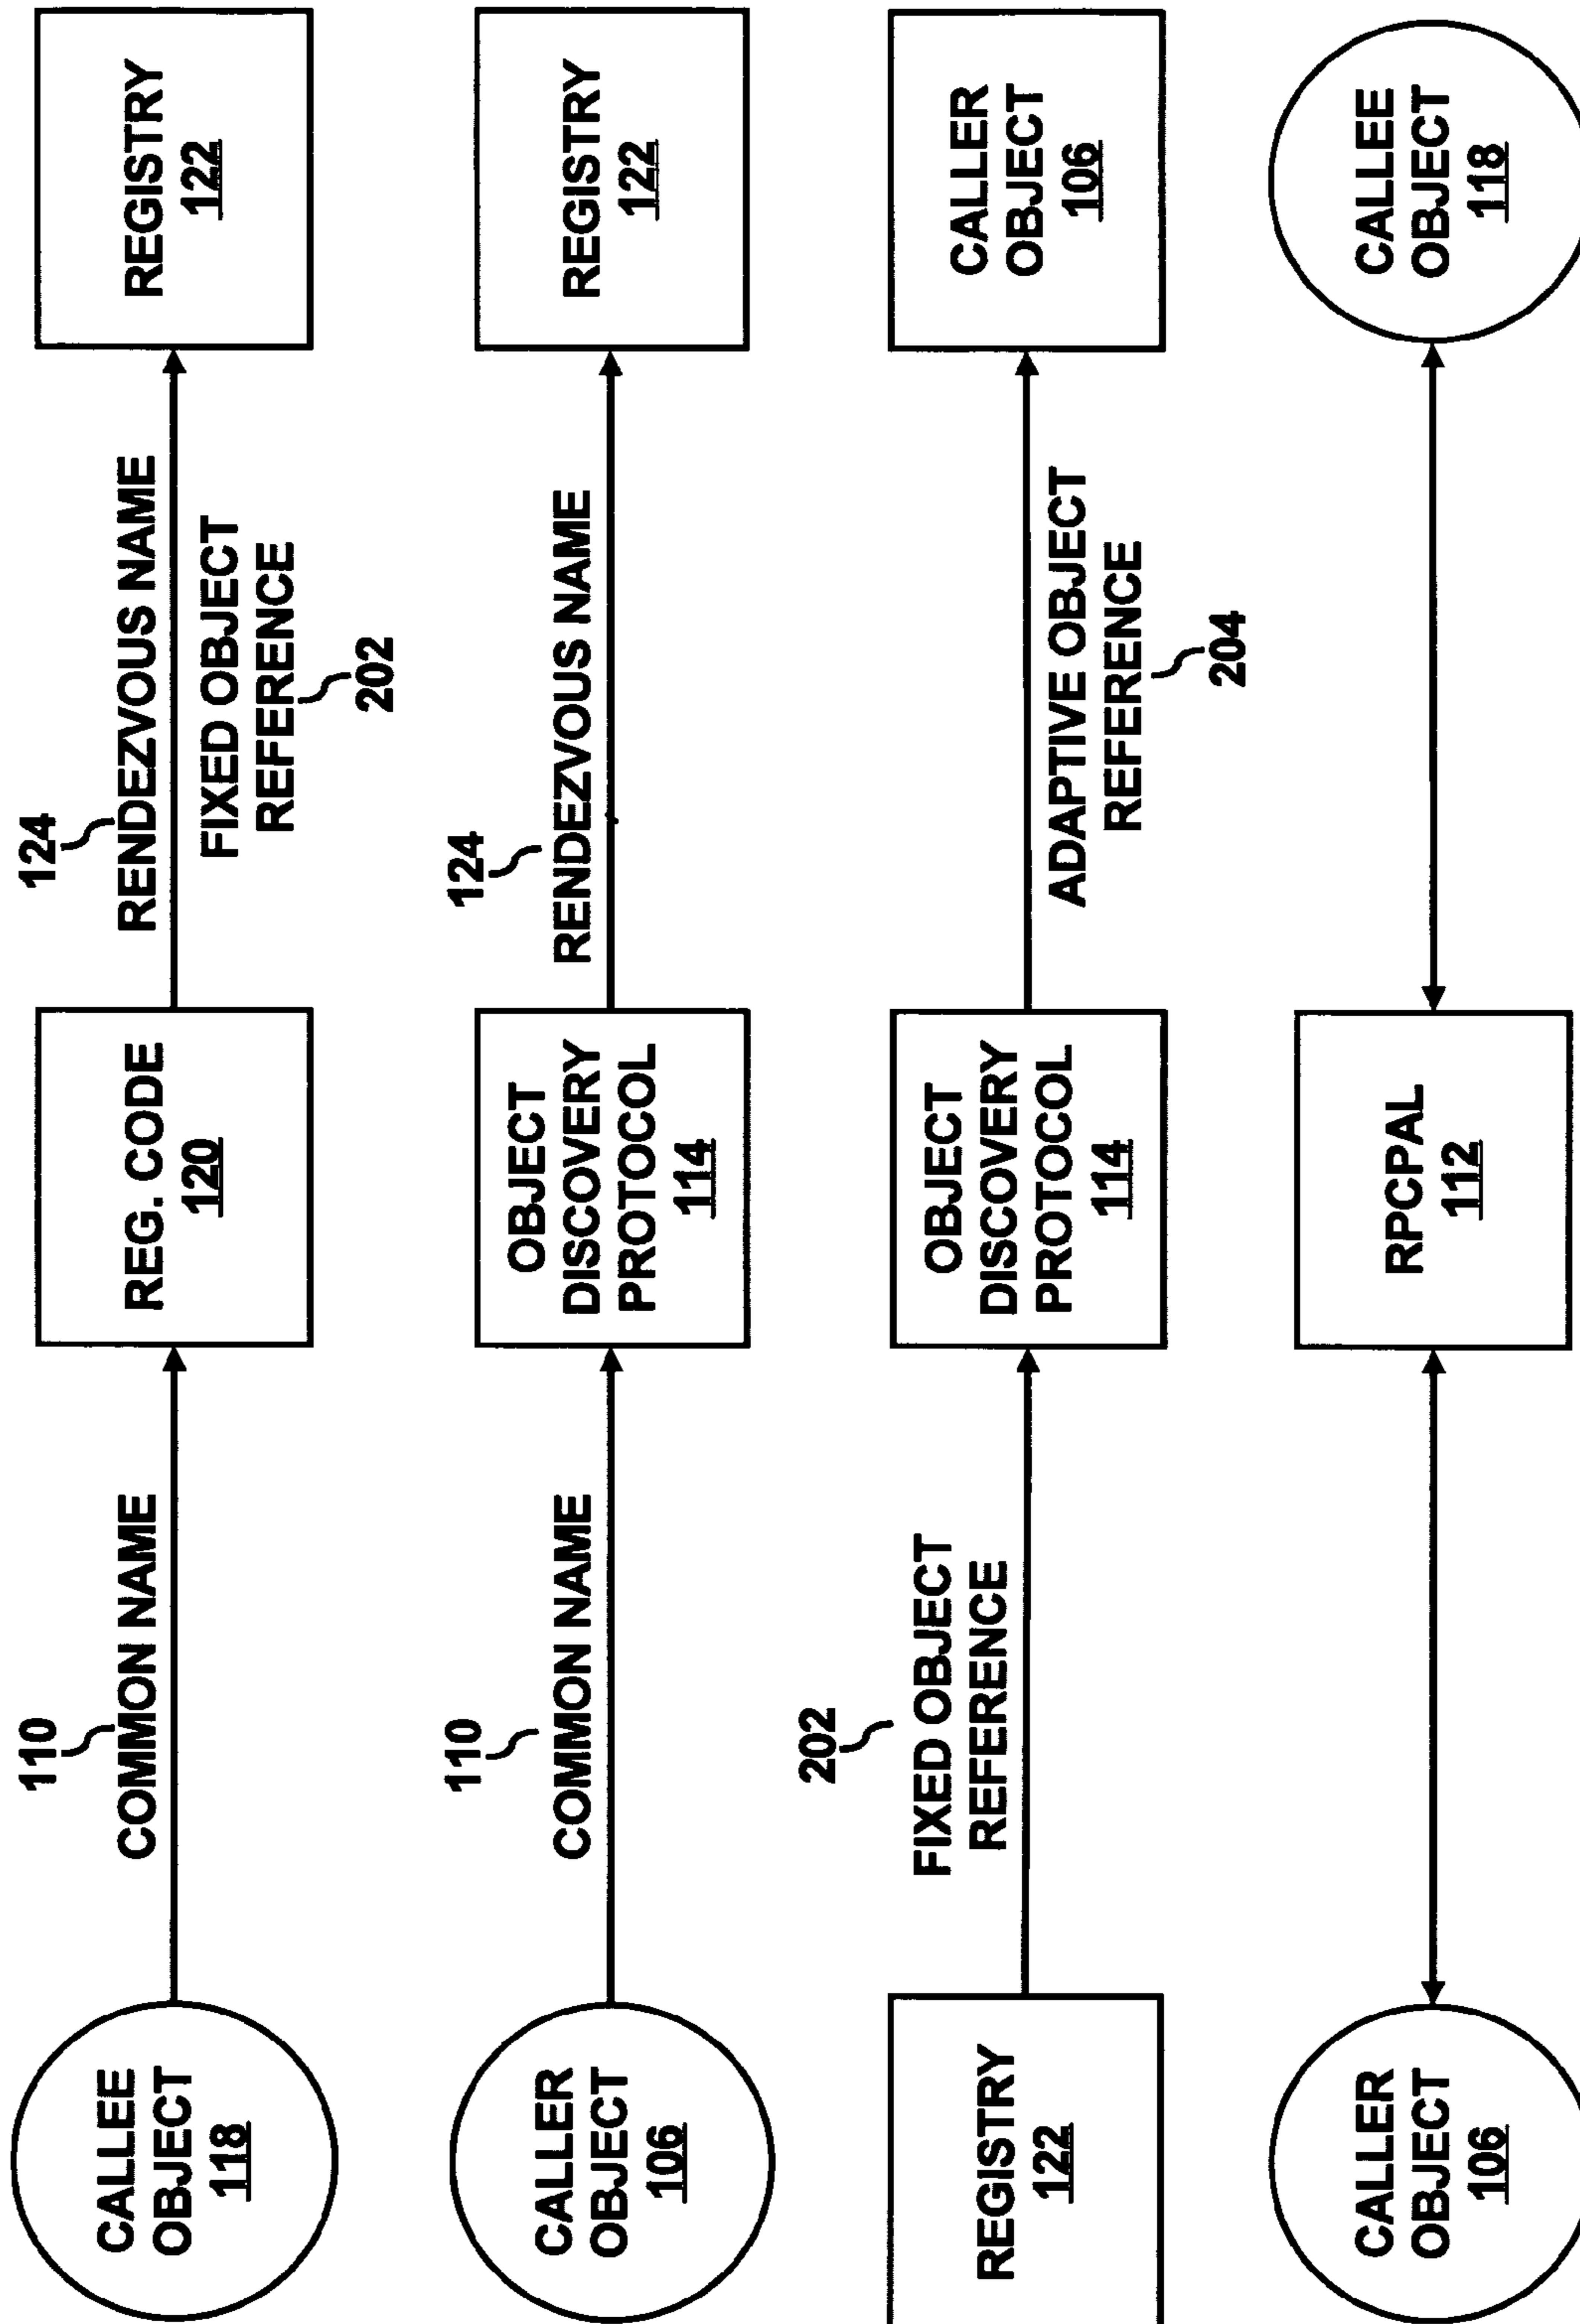 CALLEE
OBJECT
118
110
COMMON NAME
REG. CODE
120
124
RENDEZVOUS NAME
FIXED OBJECT
REFERENCE
202
REGISTRY
122
CALLER
OBJECT
106
110
COMMON NAME
OBJECT
DISCOVERY
PROTOCOL
114
124
RENDEZVOUS NAME
REGISTRY
122
REGISTRY
122
202
FIXED OBJECT
REFERENCE
OBJECT
DISCOVERY
PROTOCOL
114
ADAPTIVE OBJECT
REFERENCE
204
CALLER
OBJECT
106
CALLER
OBJECT
106
RPCPAL
112
CALLEE
OBJECT
118